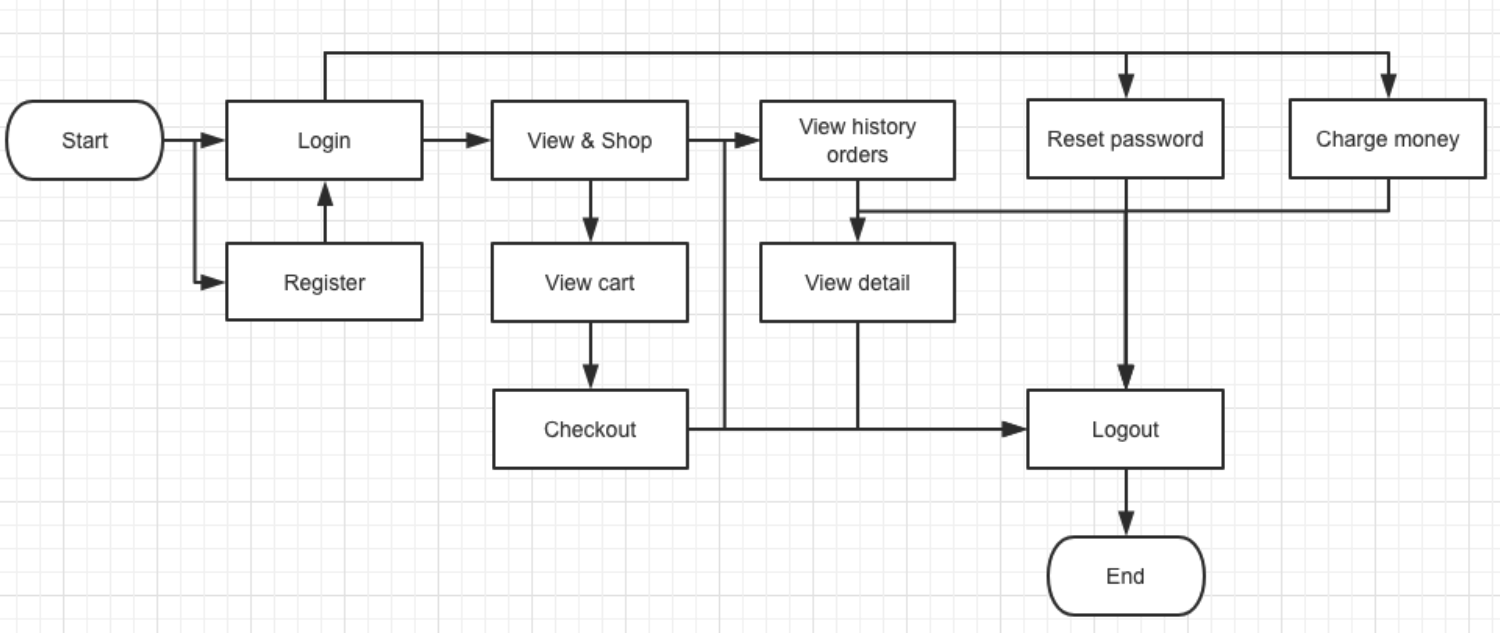 Start
Login
View & Shop
View history
orders
Reset password
Charge money
Register
View cart
View detail
Checkout
Logout
End